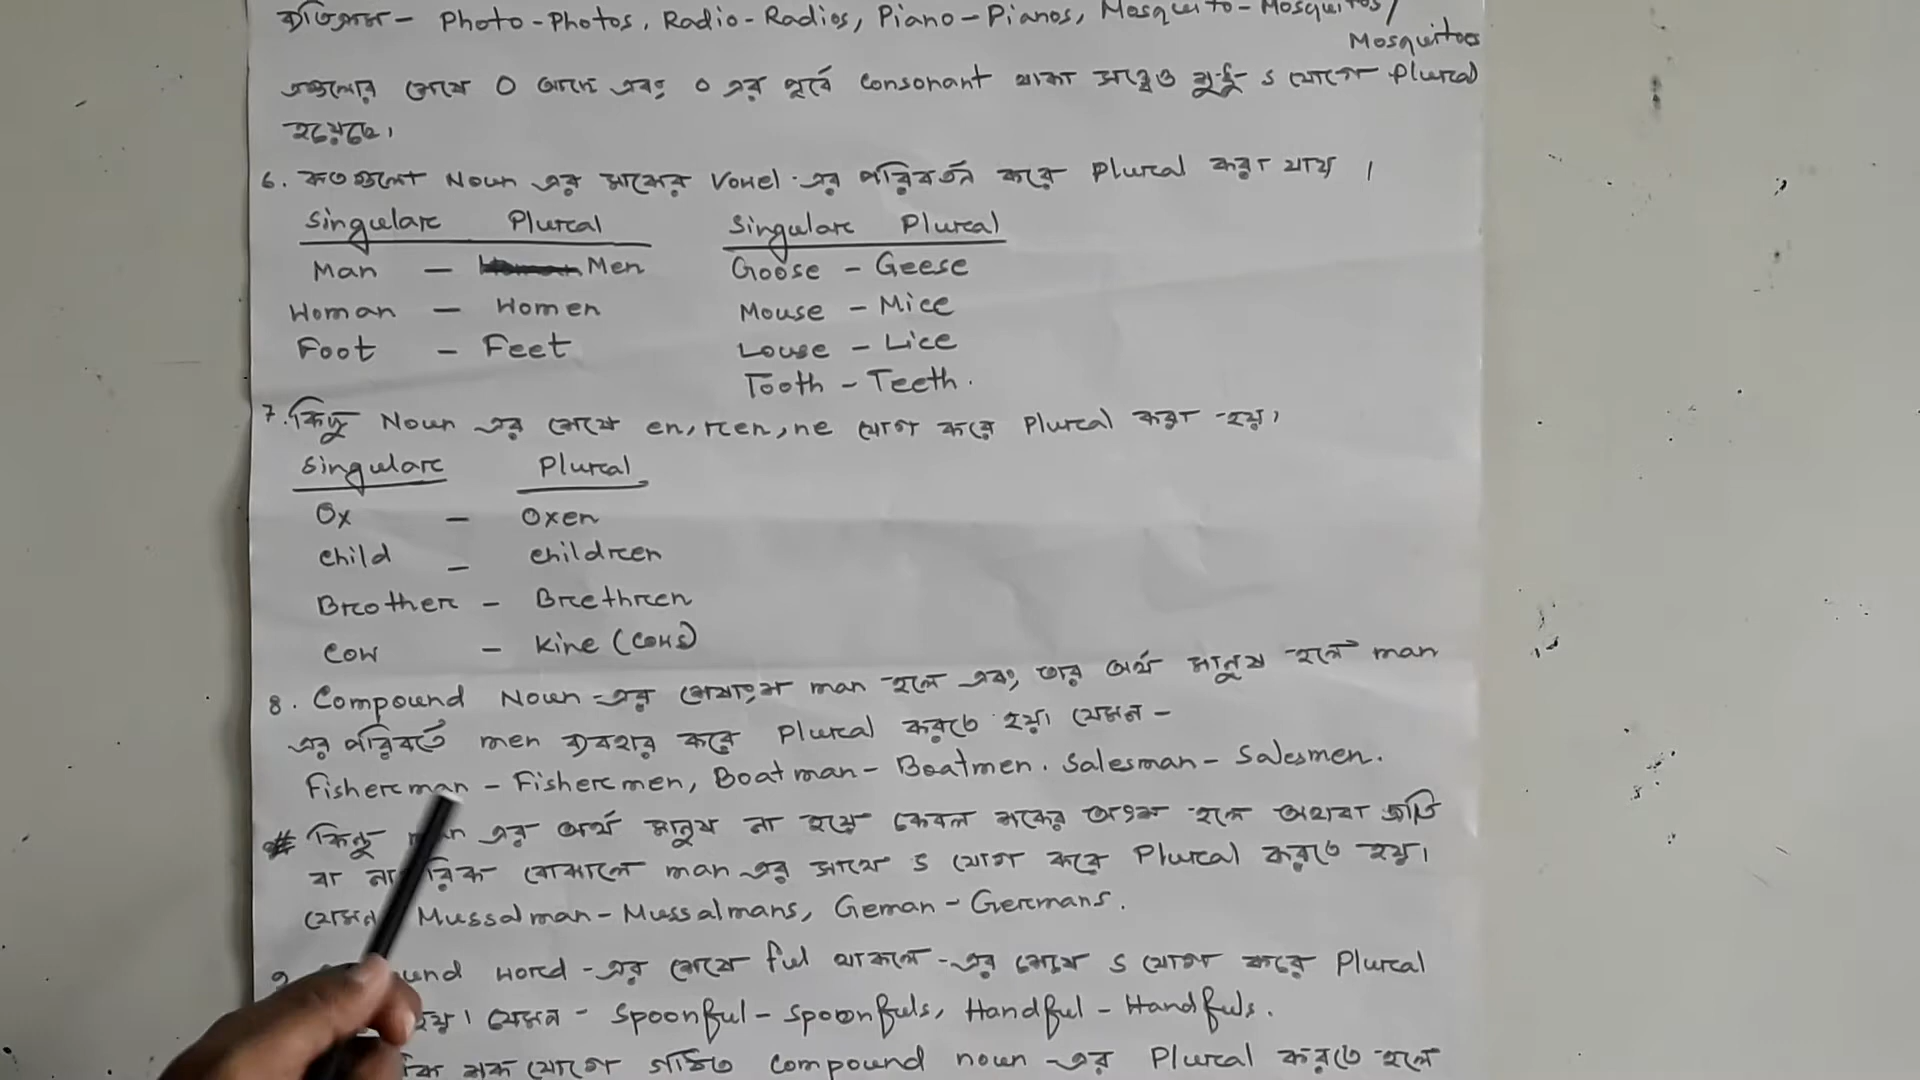 ব্যতিক্রম- Photo-Photos, Radio-Radios, Piano-Pianos, Mosquito-Mosquitos/
Mosquitoes
এগুলোর শেষে O আছে এবং o এর পূর্বে consonant থাকা সত্ত্বেও শুধু s যোগে Plural
হয়েছে।
6. কতগুলো Noun এর মাঝের Vowel-এর পরিবর্তন করে Plural করা যায় ।
Singular Plural Singular Plural
Man - Men Goose - Geese
Woman - Women Mouse - Mice
Foot - Feet Louse - Lice
Tooth - Teeth.
7. কিছু Noun এর শেষে en, ren, ne যোগ করে Plural করা হয়।
Singular Plural
Ox - Oxen
child - children
Brother - Brethren
Cow - Kine (Cows)
8. Compound Noun-এর শেষাংশ man হলে এবং তার অর্থ মানুষ হলে man
এর পরিবর্তে men ব্যবহার করে Plural করতে হয়। যেমন -
Fisherman - Fishermen, Boatman - Boatmen. Salesman - Salesmen.
# কিন্তু man এর অর্থ মানুষ না হয়ে কেবল শব্দের অংশ হলে অথবা জাতি
বা নাগরিক বোঝালে man এর সাথে s যোগ করে Plural করতে হয়।
যেমন Mussalman - Mussalmans, Geman - Germans.
word-এর শেষে ful থাকলে-এর শেষে s যোগ করে Plural
হয়। যেমন - Spoonful - Spoonfuls, Handful - Handfuls.
শব্দ যোগে গঠিত compound noun-এর Plural করতে হলে